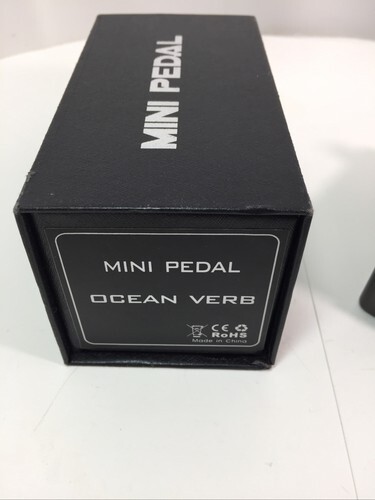 MINI PEDAL
MINI PEDAL
OCEAN VERB
CE
RoHS
Made in China